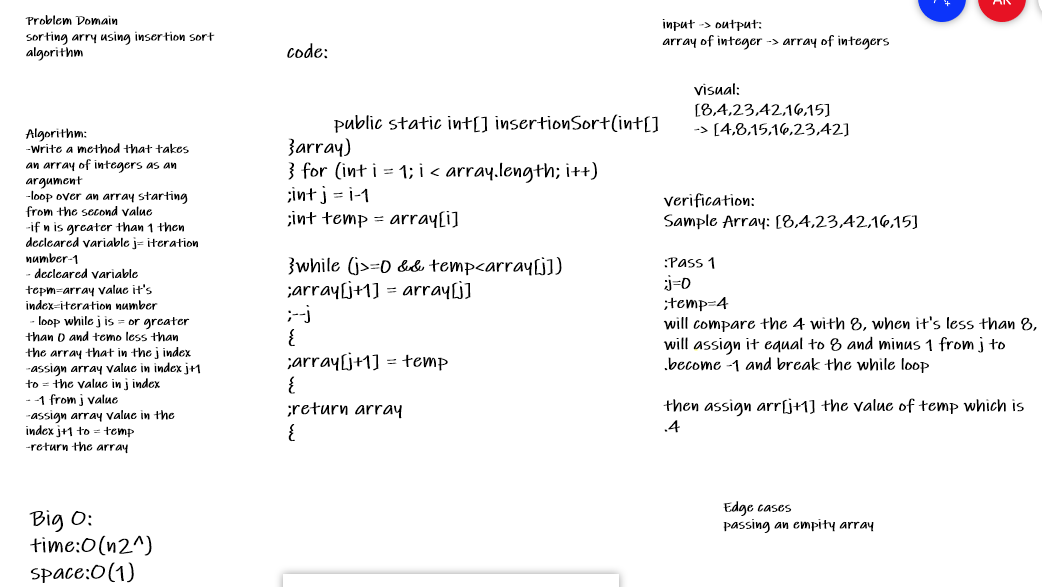 Problem Domain
sorting arry using insertion sort
algorithm
Algorithm:
-Write a method that takes
an array of integers as an
argument
-loop over an array starting
from the second value
-if n is greater than 1 then
decleared variable j= iteration
number-1
- decleared variable
tepm=array value it's
index=iteration number
- loop while j is = or greater
than 0 and temo less than
the array that in the j index
-assign array value in index j+1
to = the value in j index
- -1 from j value
-assign array value in the
index j+1 to = temp
-return the array
Big O:
time:O(n2^)
space:O(1)
code:
public static int[] insertionSort(int[]
}array)
} for (int i = 1; i < array.length; i++)
;int j = i-1
;int temp = array[i]
}while (j>=0 && temp<array[j])
;array[j+1] = array[j]
;--j
{
;array[j+1] = temp
{
;return array
{
input -> output:
array of integer -> array of integers
visual:
[8,4,23,42,16,15]
-> [4,8,15,16,23,42]
verification:
Sample Array: [8,4,23,42,16,15]
:Pass 1
;j=0
;temp=4
will compare the 4 with 8, when it's less than 8,
will assign it equal to 8 and minus 1 from j to
.become -1 and break the while loop
then assign arr[j+1] the value of temp which is
.4
Edge cases
passing an empity array